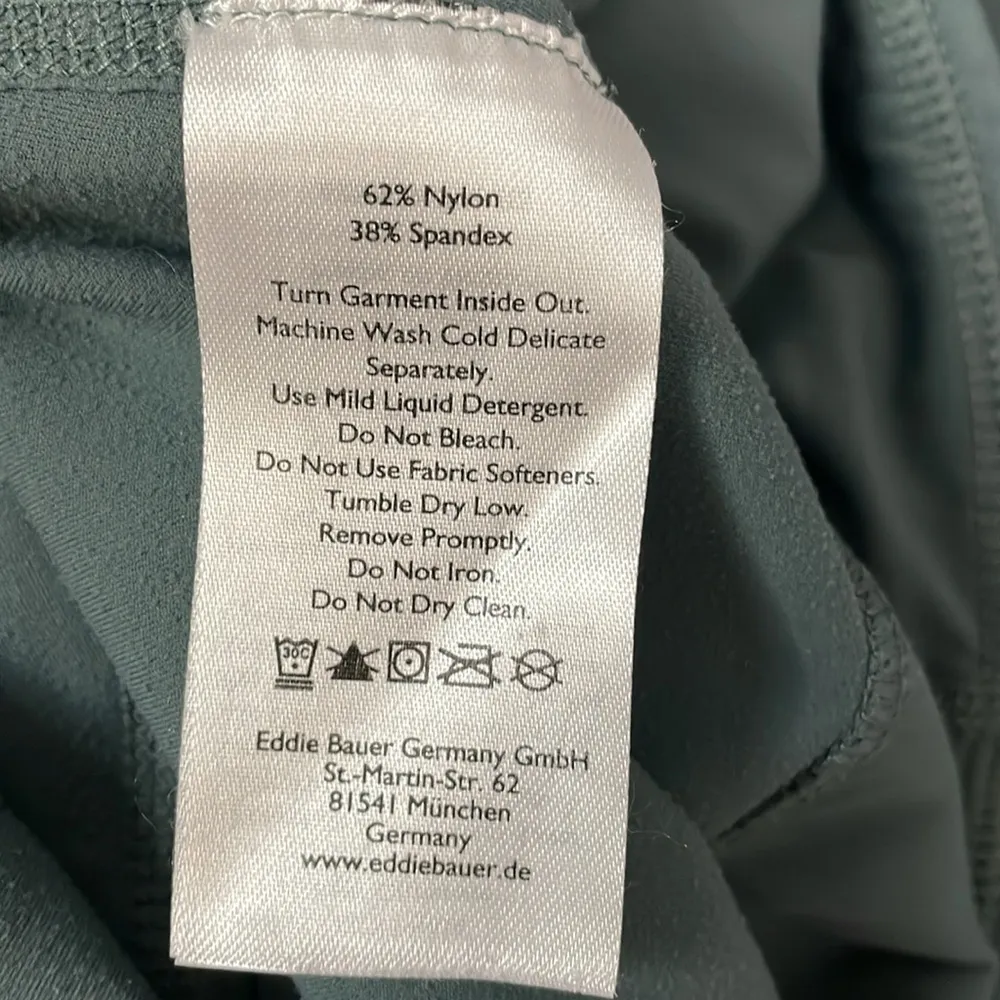 62% Nylon
38% Spandex
Turn Garment Inside Out.
Machine Wash Cold Delicate
Separately.
Use Mild Liquid Detergent.
Do Not Bleach.
Do Not Use Fabric Softeners.
Tumble Dry Low.
Remove Promptly.
Do Not Iron.
Do Not Dry Clean.
30C
Eddie Bauer Germany GmbH
St.-Martin-Str. 62
81541 München
Germany
www.eddiebauer.de